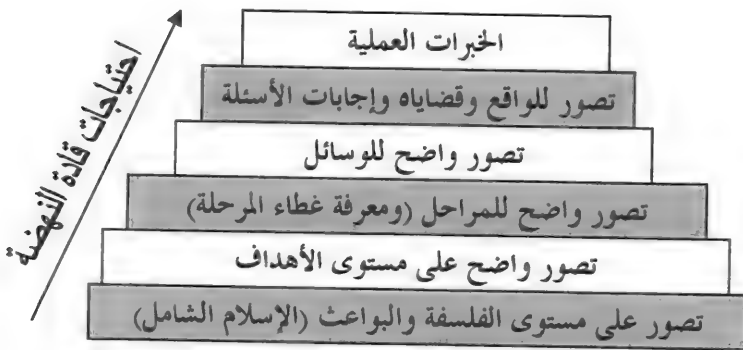 الخبرات العملية
تصور للواقع وقضاياه وإجابات الأسئلة
تصور واضح للوسائل
تصور واضح للمراحل (ومعرفة غطاء المرحلة)
تصور واضح على مستوى الأهداف
تصور على مستوى الفلسفة والبواعث (الإسلام الشامل)
احتياجات قادة النهضة